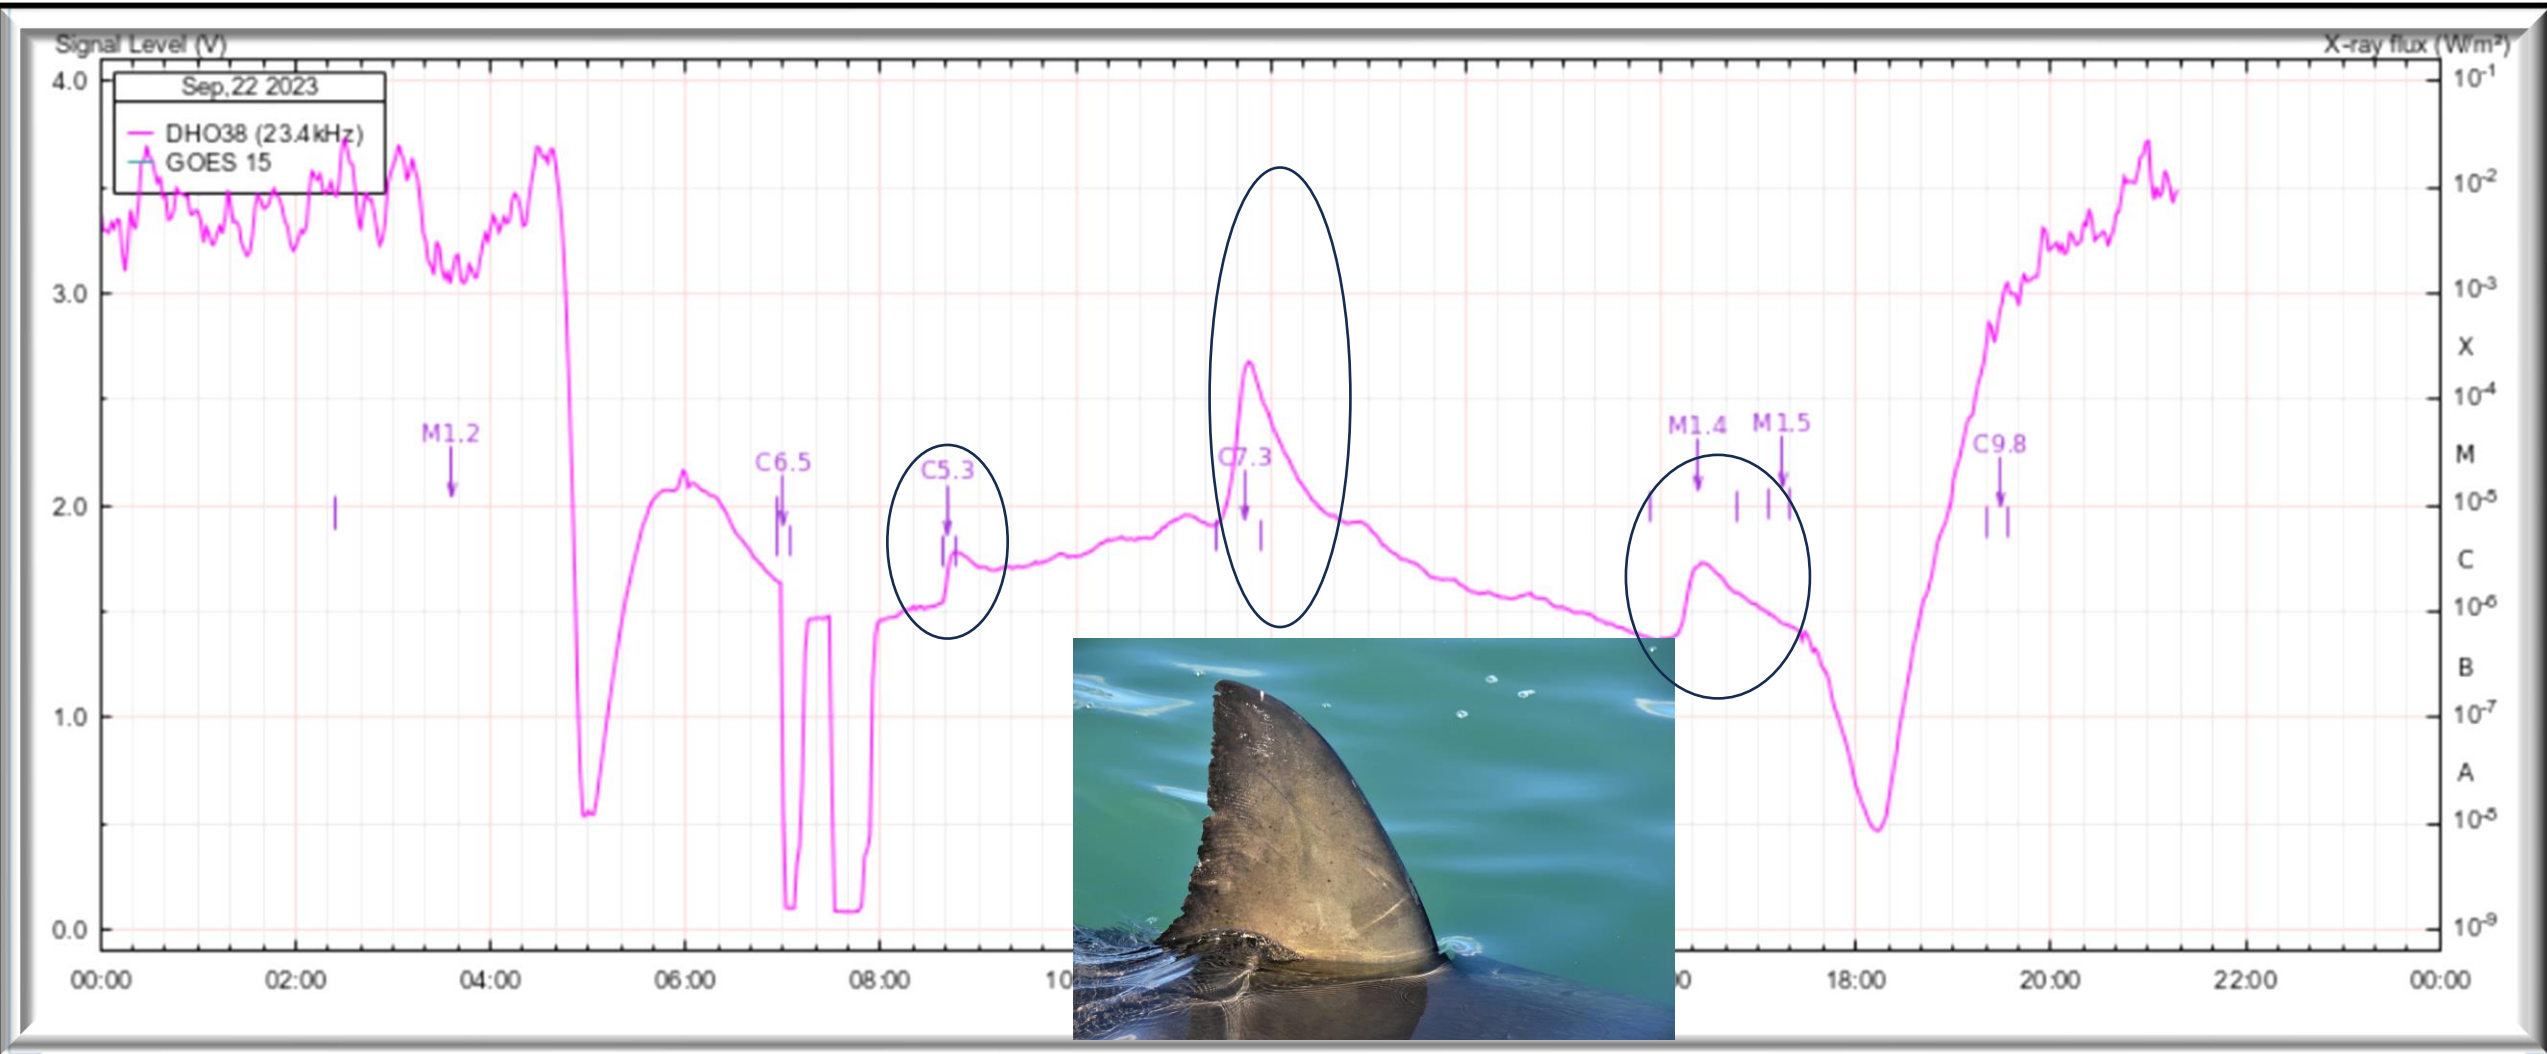 Signal Level (V)
X-ray flux (W/m²)
Sep,22 2023
DHO38 (23.4kHz)
GOES 15
4.0
3.0
2.0
1.0
0.0
M1.2
C6.5
C5.3
C7.3
M1.4
M1.5
C9.8
10-1
10-2
10-3
X
10-4
M
10-5
C
10-6
B
10-7
A
10-8
10-9
00:00 02:00 04:00 06:00 08:00 10 0 18:00 20:00 22:00 00:00